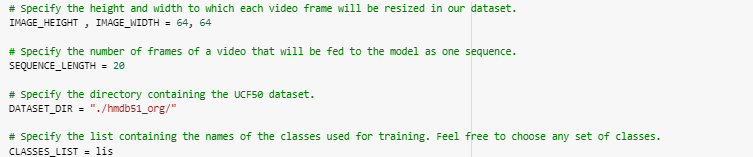 # Specify the height and width to which each video frame will be resized in our dataset.
IMAGE_HEIGHT , IMAGE_WIDTH = 64, 64
# Specify the number of frames of a video that will be fed to the model as one sequence.
SEQUENCE_LENGTH = 20
# Specify the directory containing the UCF50 dataset.
DATASET_DIR = "./hmdb51_org/"
# Specify the list containing the names of the classes used for training. Feel free to choose any set of classes.
CLASSES_LIST = lis